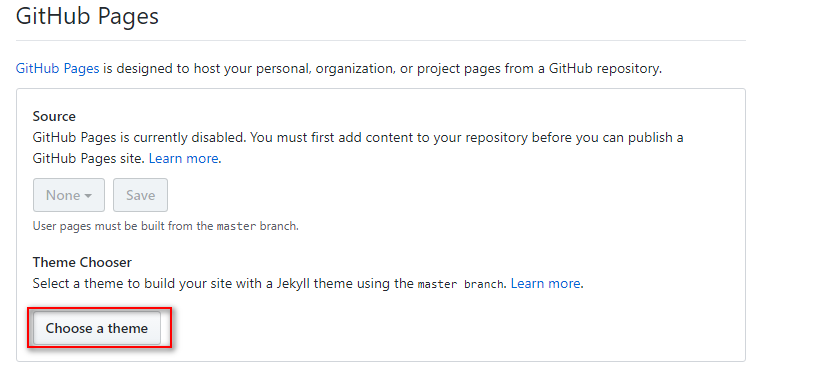 GitHub Pages
GitHub Pages is designed to host your personal, organization, or project pages from a GitHub repository.
Source
GitHub Pages is currently disabled. You must first add content to your repository before you can publish a
GitHub Pages site. Learn more.
None Save
User pages must be built from the master branch.
Theme Chooser
Select a theme to build your site with a Jekyll theme using the master branch. Learn more.
Choose a theme